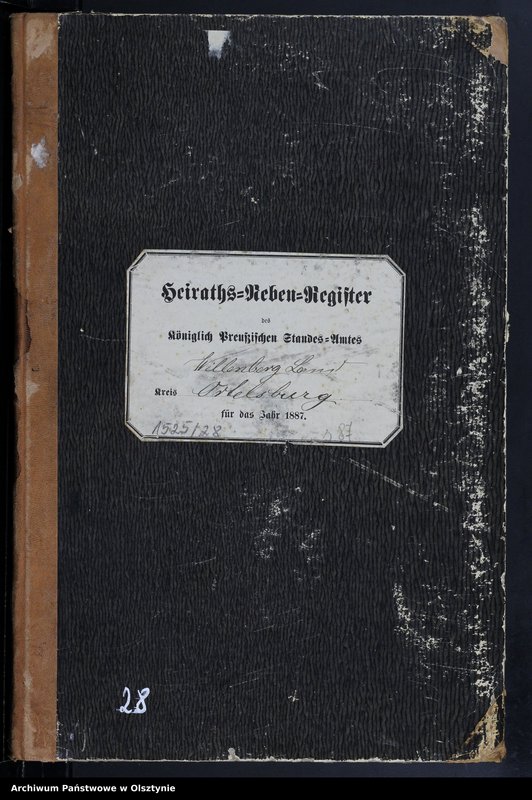 Heiraths-Neben-Register
des
Königlich Preußischen Standes-Amtes
Willenberg Land
Kreis Ortelsburg
für das Jahr 1887.
1525/28
87
28
Archiwum Państwowe w Olsztynie